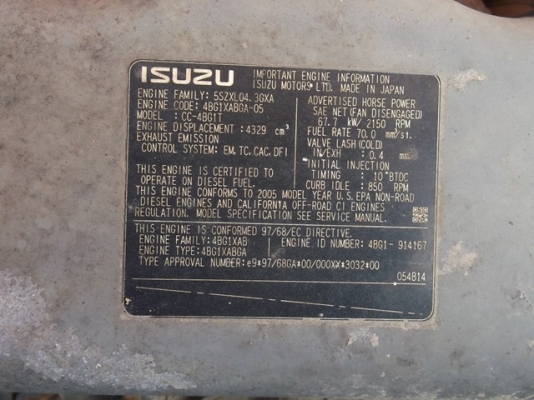 ISUZU IMPORTANT ENGINE INFORMATION
ISUZU MOTORS LTD. MADE IN JAPAN
ENGINE FAMILY: 5SZXL04.3GXA
ENGINE CODE: 4BG1XABGA-05
MODEL : CC-4BG1T
ENGINE DISPLACEMENT :4329 cm³
EXHAUST EMISSION
CONTROL SYSTEM: EM, TC, CAC, DFI
ADVERTISED HORSE POWER
SAE NET(FAN DISENGAGED)
67.7 kW/ 2150 RPM
FUEL RATE 70.0 mm³/st.
VALVE LASH(COLD)
IN/EXH : 0.4 mm
INITIAL INJECTION
TIMING : 10°BTDC
CURB IDLE : 850 RPM
THIS ENGINE IS CERTIFIED TO
OPERATE ON DIESEL FUEL.
THIS ENGINE CONFORMS TO 2005 MODEL YEAR U.S.EPA NON-ROAD
DIESEL ENGINES AND CALIFORNIA OFF-ROAD C1 ENGINES
REGULATION. MODEL SPECIFICATION SEE SERVICE MANUAL.
THIS ENGINE IS CONFORMED 97/68/EC DIRECTIVE.
ENGINE FAMILY:4BG1XAB
ENGINE ID NUMBER: 4BG1- 914167
ENGINE TYPE:4BG1XABGA
TYPE APPROVAL NUMBER:e9*97/68GA*00/000XX*3032*00
054814